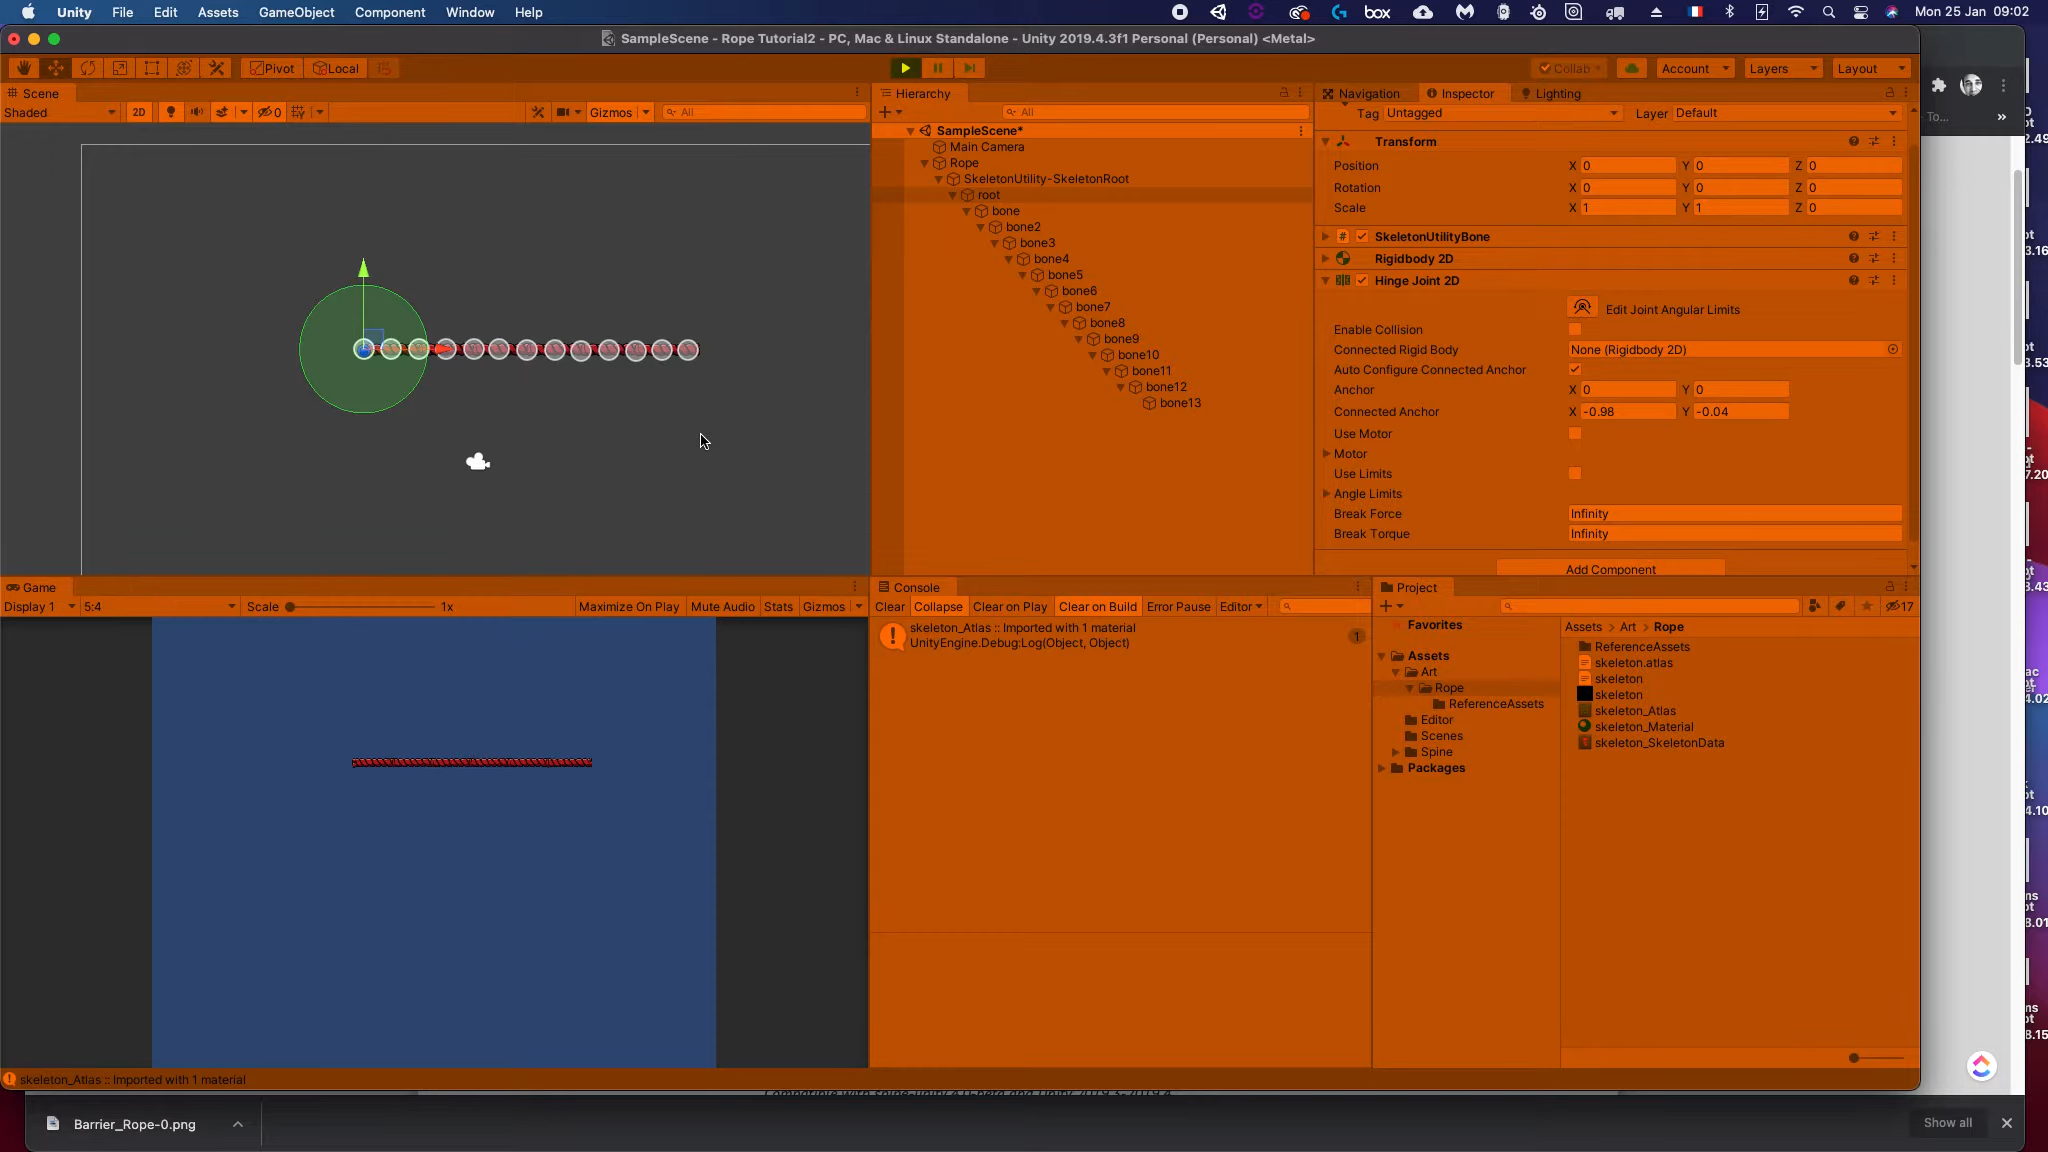 Unity File Edit Assets GameObject Component Window Help
box
Mon 25 Jan 09:02
SampleScene - Rope Tutorial2 - PC, Mac & Linux Standalone - Unity 2019.4.3f1 Personal (Personal) <Metal>
Pivot Local
Collab Account Layers Layout
Scene
Shaded 2D 0 Gizmos All
Hierarchy
All
SampleScene*
Main Camera
Rope
SkeletonUtility-SkeletonRoot
root
bone
bone2
bone3
bone4
bone5
bone6
bone7
bone8
bone9
bone10
bone11
bone12
bone13
Navigation Inspector Lighting
Tag Untagged Layer Default
Transform
Position X 0 Y 0 Z 0
Rotation X 0 Y 0 Z 0
Scale X 1 Y 1 Z 0
# SkeletonUtilityBone
Rigidbody 2D
Hinge Joint 2D
Edit Joint Angular Limits
Enable Collision
Connected Rigid Body None (Rigidbody 2D)
Auto Configure Connected Anchor
Anchor X 0 Y 0
Connected Anchor X -0.98 Y -0.04
Use Motor
Motor
Use Limits
Angle Limits
Break Force Infinity
Break Torque Infinity
Add Component
Game
Display 1 5:4 Scale 1x Maximize On Play Mute Audio Stats Gizmos
Console
Clear Collapse Clear on Play Clear on Build Error Pause Editor
skeleton_Atlas :: Imported with 1 material
UnityEngine.Debug:Log(Object, Object)
1
Project
17
Favorites
Assets
Art
Rope
ReferenceAssets
Editor
Scenes
Spine
Packages
Assets > Art > Rope
ReferenceAssets
skeleton.atlas
skeleton
skeleton
skeleton_Atlas
skeleton_Material
skeleton_SkeletonData
skeleton_Atlas :: Imported with 1 material
Barrier_Rope-0.png
Show all
To...